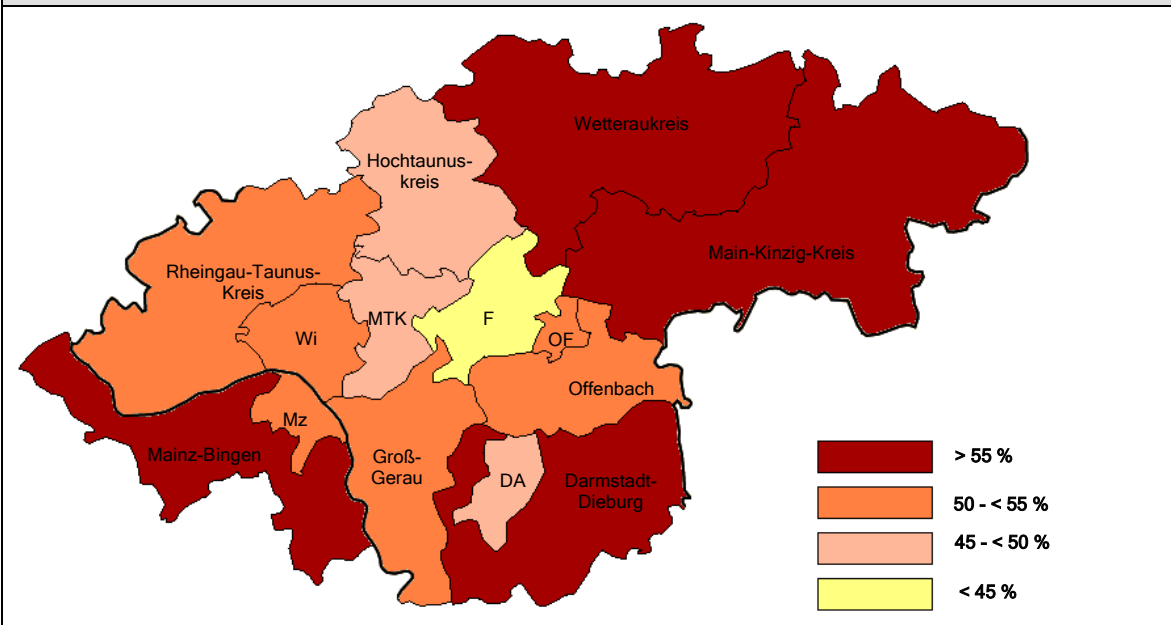 Wetteraukreis
Hochtaunus-
kreis
Main-Kinzig-Kreis
Rheingau-Taunus-
Kreis
MTK
F
Wi
OF
Offenbach
Mz
Mainz-Bingen
Groß-
Gerau
DA
Darmstadt-
Dieburg
> 55 %
50 - < 55 %
45 - < 50 %
< 45 %